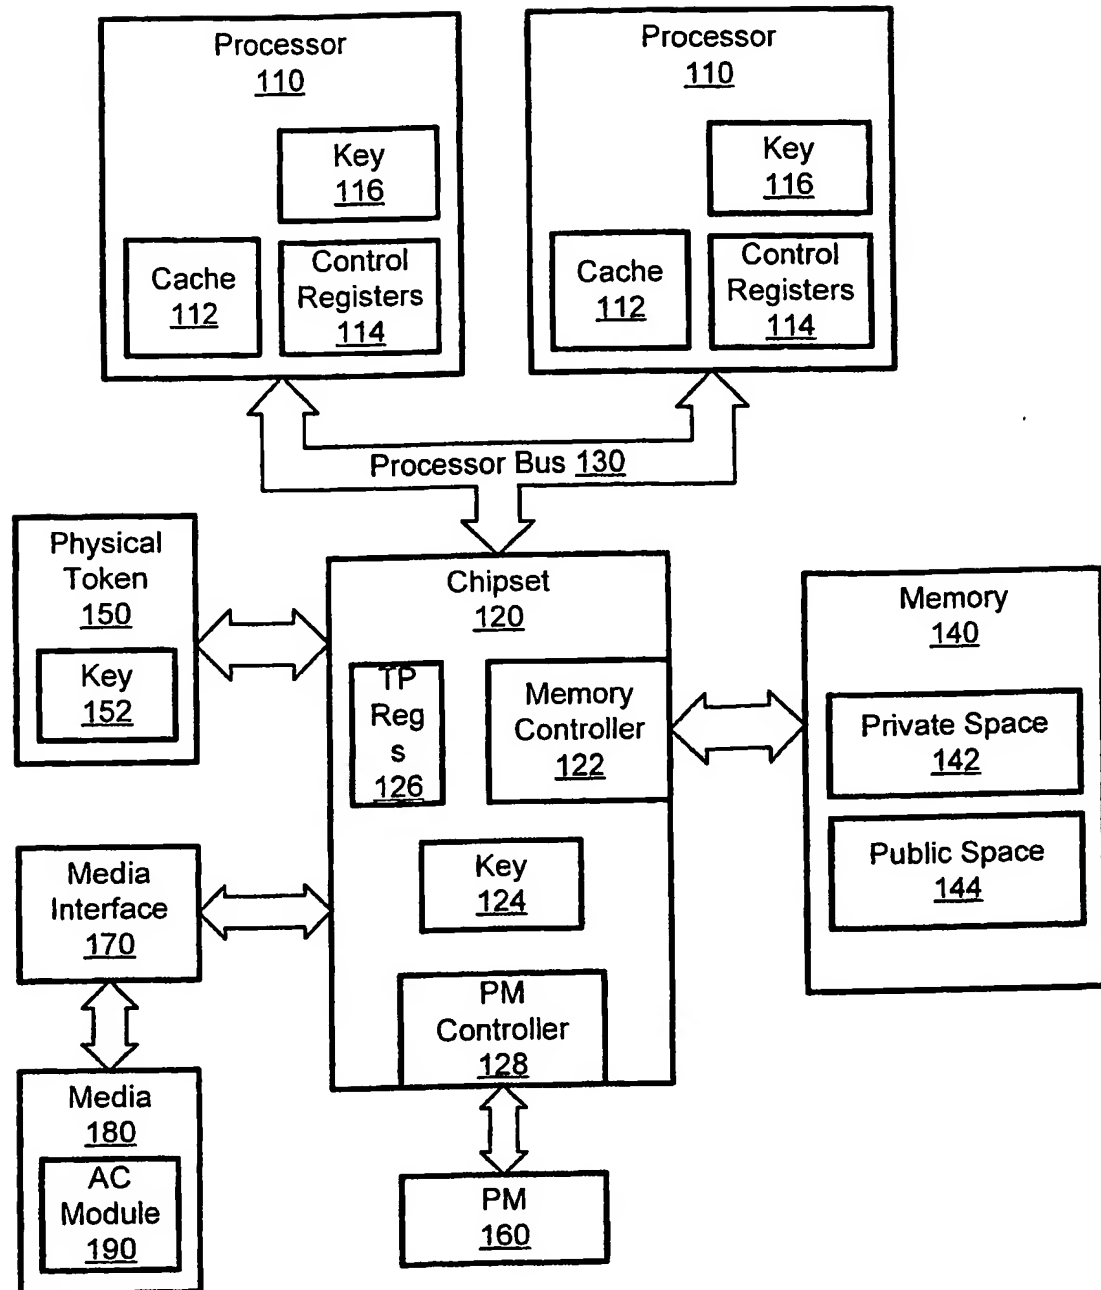 Processor
110
Key
116
Cache
112
Control
Registers
114
Processor
110
Key
116
Cache
112
Control
Registers
114
Processor Bus 130
Physical
Token
150
Key
152
Chipset
120
TP
Reg
s
126
Memory
Controller
122
Key
124
PM
Controller
128
Memory
140
Private Space
142
Public Space
144
Media
Interface
170
Media
180
AC
Module
190
PM
160